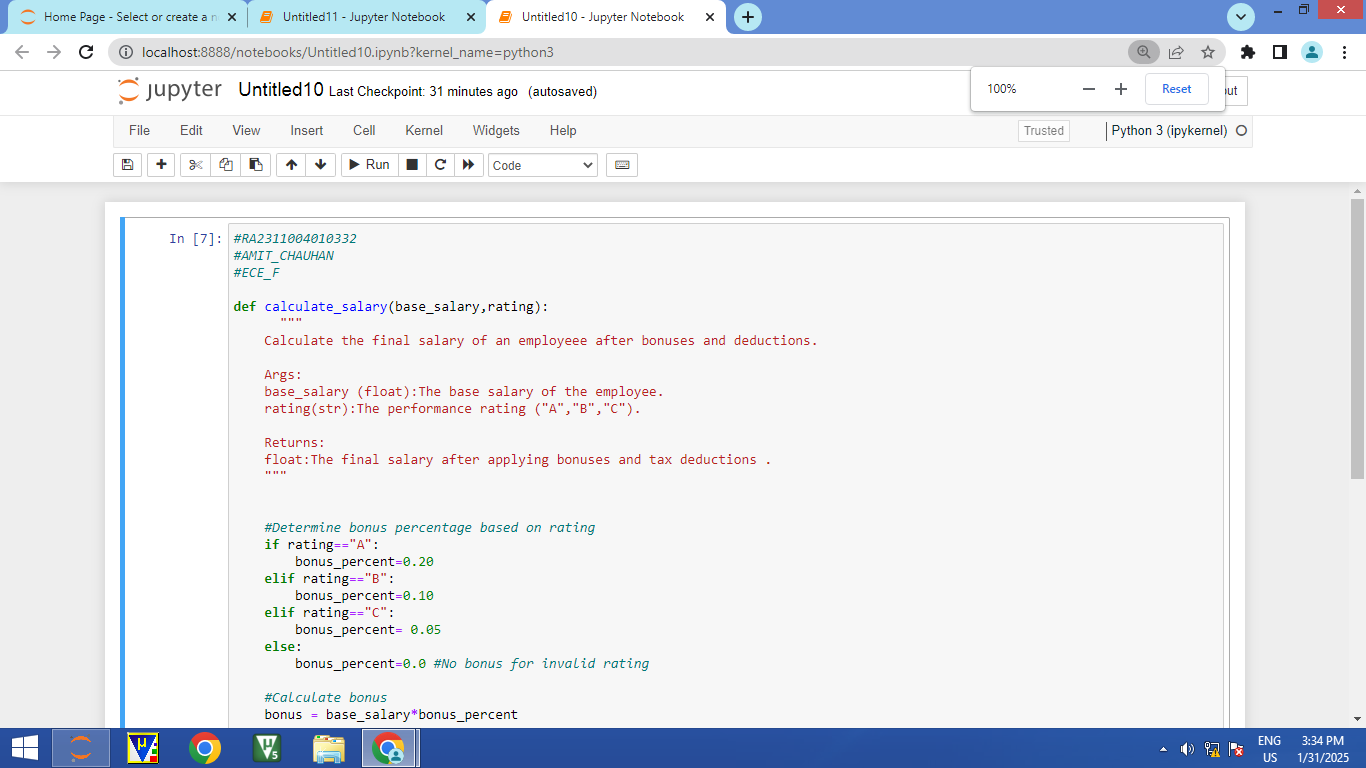 Home Page - Select or create a n
Untitled11 - Jupyter Notebook
Untitled10 - Jupyter Notebook
localhost:8888/notebooks/Untitled10.ipynb?kernel_name=python3
jupyter Untitled10 Last Checkpoint: 31 minutes ago (autosaved)
100% Reset
out
File Edit View Insert Cell Kernel Widgets Help
Trusted Python 3 (ipykernel)
Run Code
In [7]: #RA2311004010332
#AMIT_CHAUHAN
#ECE_F
def calculate_salary(base_salary,rating):
"""
Calculate the final salary of an employeee after bonuses and deductions.
Args:
base_salary (float):The base salary of the employee.
rating(str):The performance rating ("A","B","C").
Returns:
float:The final salary after applying bonuses and tax deductions .
"""
#Determine bonus percentage based on rating
if rating=="A":
bonus_percent=0.20
elif rating=="B":
bonus_percent=0.10
elif rating=="C":
bonus_percent= 0.05
else:
bonus_percent=0.0 #No bonus for invalid rating
#Calculate bonus
bonus = base_salary*bonus_percent
ENG 3:34 PM
US 1/31/2025